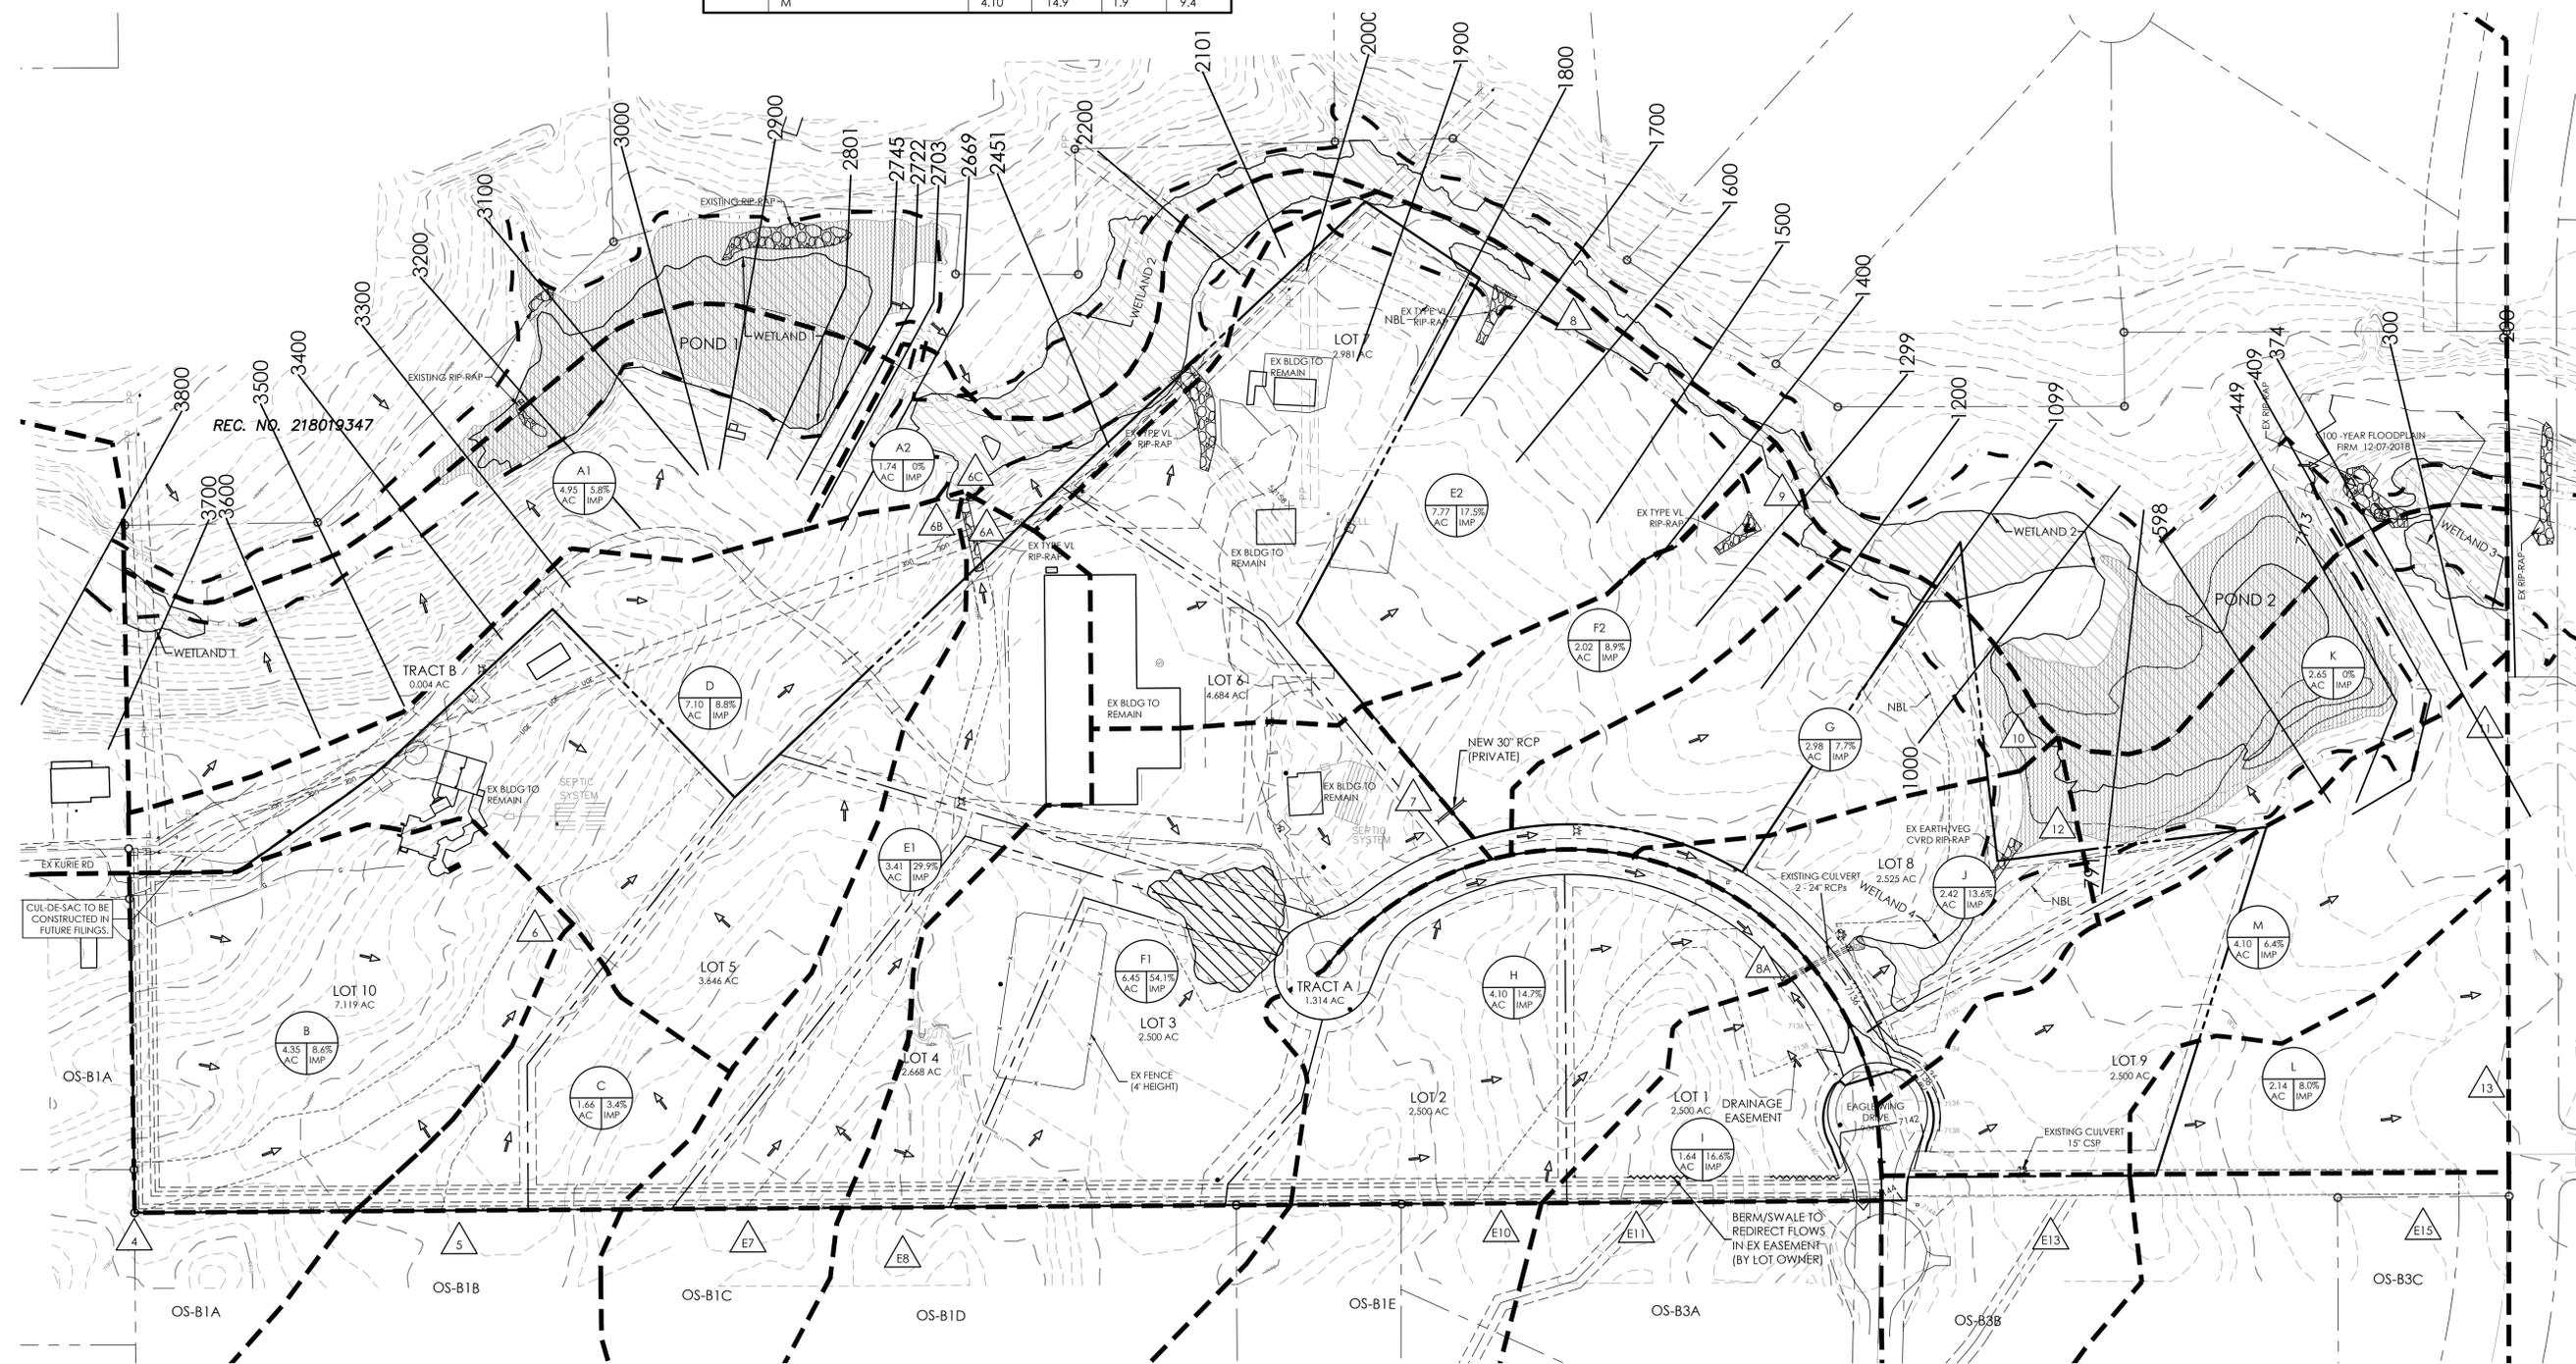 M 4.10 14.9 1.9 9.4
3800
3700
3600
3500
3400
3300
3200
3100
3000
2900
2801
2745
2722
2703
2669
2451
2200
2101
2000
1900
1800
1700
1600
1500
1400
1299
1200
1099
1000
598
449
409
374
300
200
REC. NO. 218019347
EXISTING RIP-RAP
EXISTING RIP-RAP
POND 1
WETLAND 1
WETLAND 1
WETLAND 2
WETLAND 2
WETLAND 3
WETLAND 4
POND 2
100 -YEAR FLOODPLAIN
FIRM 12-07-2018
EX RIP-RAP
EX RIP-RAP
7713
A1
4.95 AC 5.8% IMP
A2
1.74 AC 0% IMP
B
4.35 AC 8.6% IMP
C
1.66 AC 3.4% IMP
D
7.10 AC 8.8% IMP
E1
3.41 AC 29.9% IMP
E2
7.77 AC 17.5% IMP
F1
6.45 AC 54.1% IMP
F2
2.02 AC 8.9% IMP
G
2.98 AC 7.7% IMP
H
4.10 AC 14.7% IMP
I
1.64 AC 16.6% IMP
J
2.42 AC 13.6% IMP
K
2.65 AC 0% IMP
L
2.14 AC 8.0% IMP
M
4.10 AC 6.4% IMP
TRACT B
0.004 AC
TRACT A
1.314 AC
LOT 1
2.500 AC
LOT 2
2.500 AC
LOT 3
2.500 AC
LOT 4
2.668 AC
LOT 5
3.646 AC
LOT 6
4.684 AC
LOT 7
2.981 AC
LOT 8
2.525 AC
LOT 9
2.500 AC
LOT 10
7.119 AC
EX TYPE VL
RIP-RAP
EX TYPE VL
RIP-RAP
EX TYPE VL
RIP-RAP
EX TYPE VL
RIP-RAP
NBL
NBL
NBL
EX BLDG TO
REMAIN
EX BLDG TO
REMAIN
EX BLDG TO
REMAIN
EX BLDG TO
REMAIN
EX BLDG TO
REMAIN
SEPTIC
SYSTEM
SEPTIC
SYSTEM
NEW 30" RCP
(PRIVATE)
EX EARTH/VEG
CVRD RIP-RAP
EXISTING CULVERT
2 - 24" RCPs
EX FENCE
(4' HEIGHT)
DRAINAGE
EASEMENT
EAGLE WING
DRIVE
7142
7136
EXISTING CULVERT
15" CSP
BERM/SWALE TO
REDIRECT FLOWS
IN EX EASEMENT
(BY LOT OWNER)
EX KURIE RD
CUL-DE-SAC TO BE
CONSTRUCTED IN
FUTURE FILINGS.
4
5
6
6A
6B
6C
7
8
8A
9
10
11
12
13
E7
E8
E10
E11
E13
E15
OS-B1A
OS-B1A
OS-B1B
OS-B1C
OS-B1D
OS-B1E
OS-B3A
OS-B3B
OS-B3C